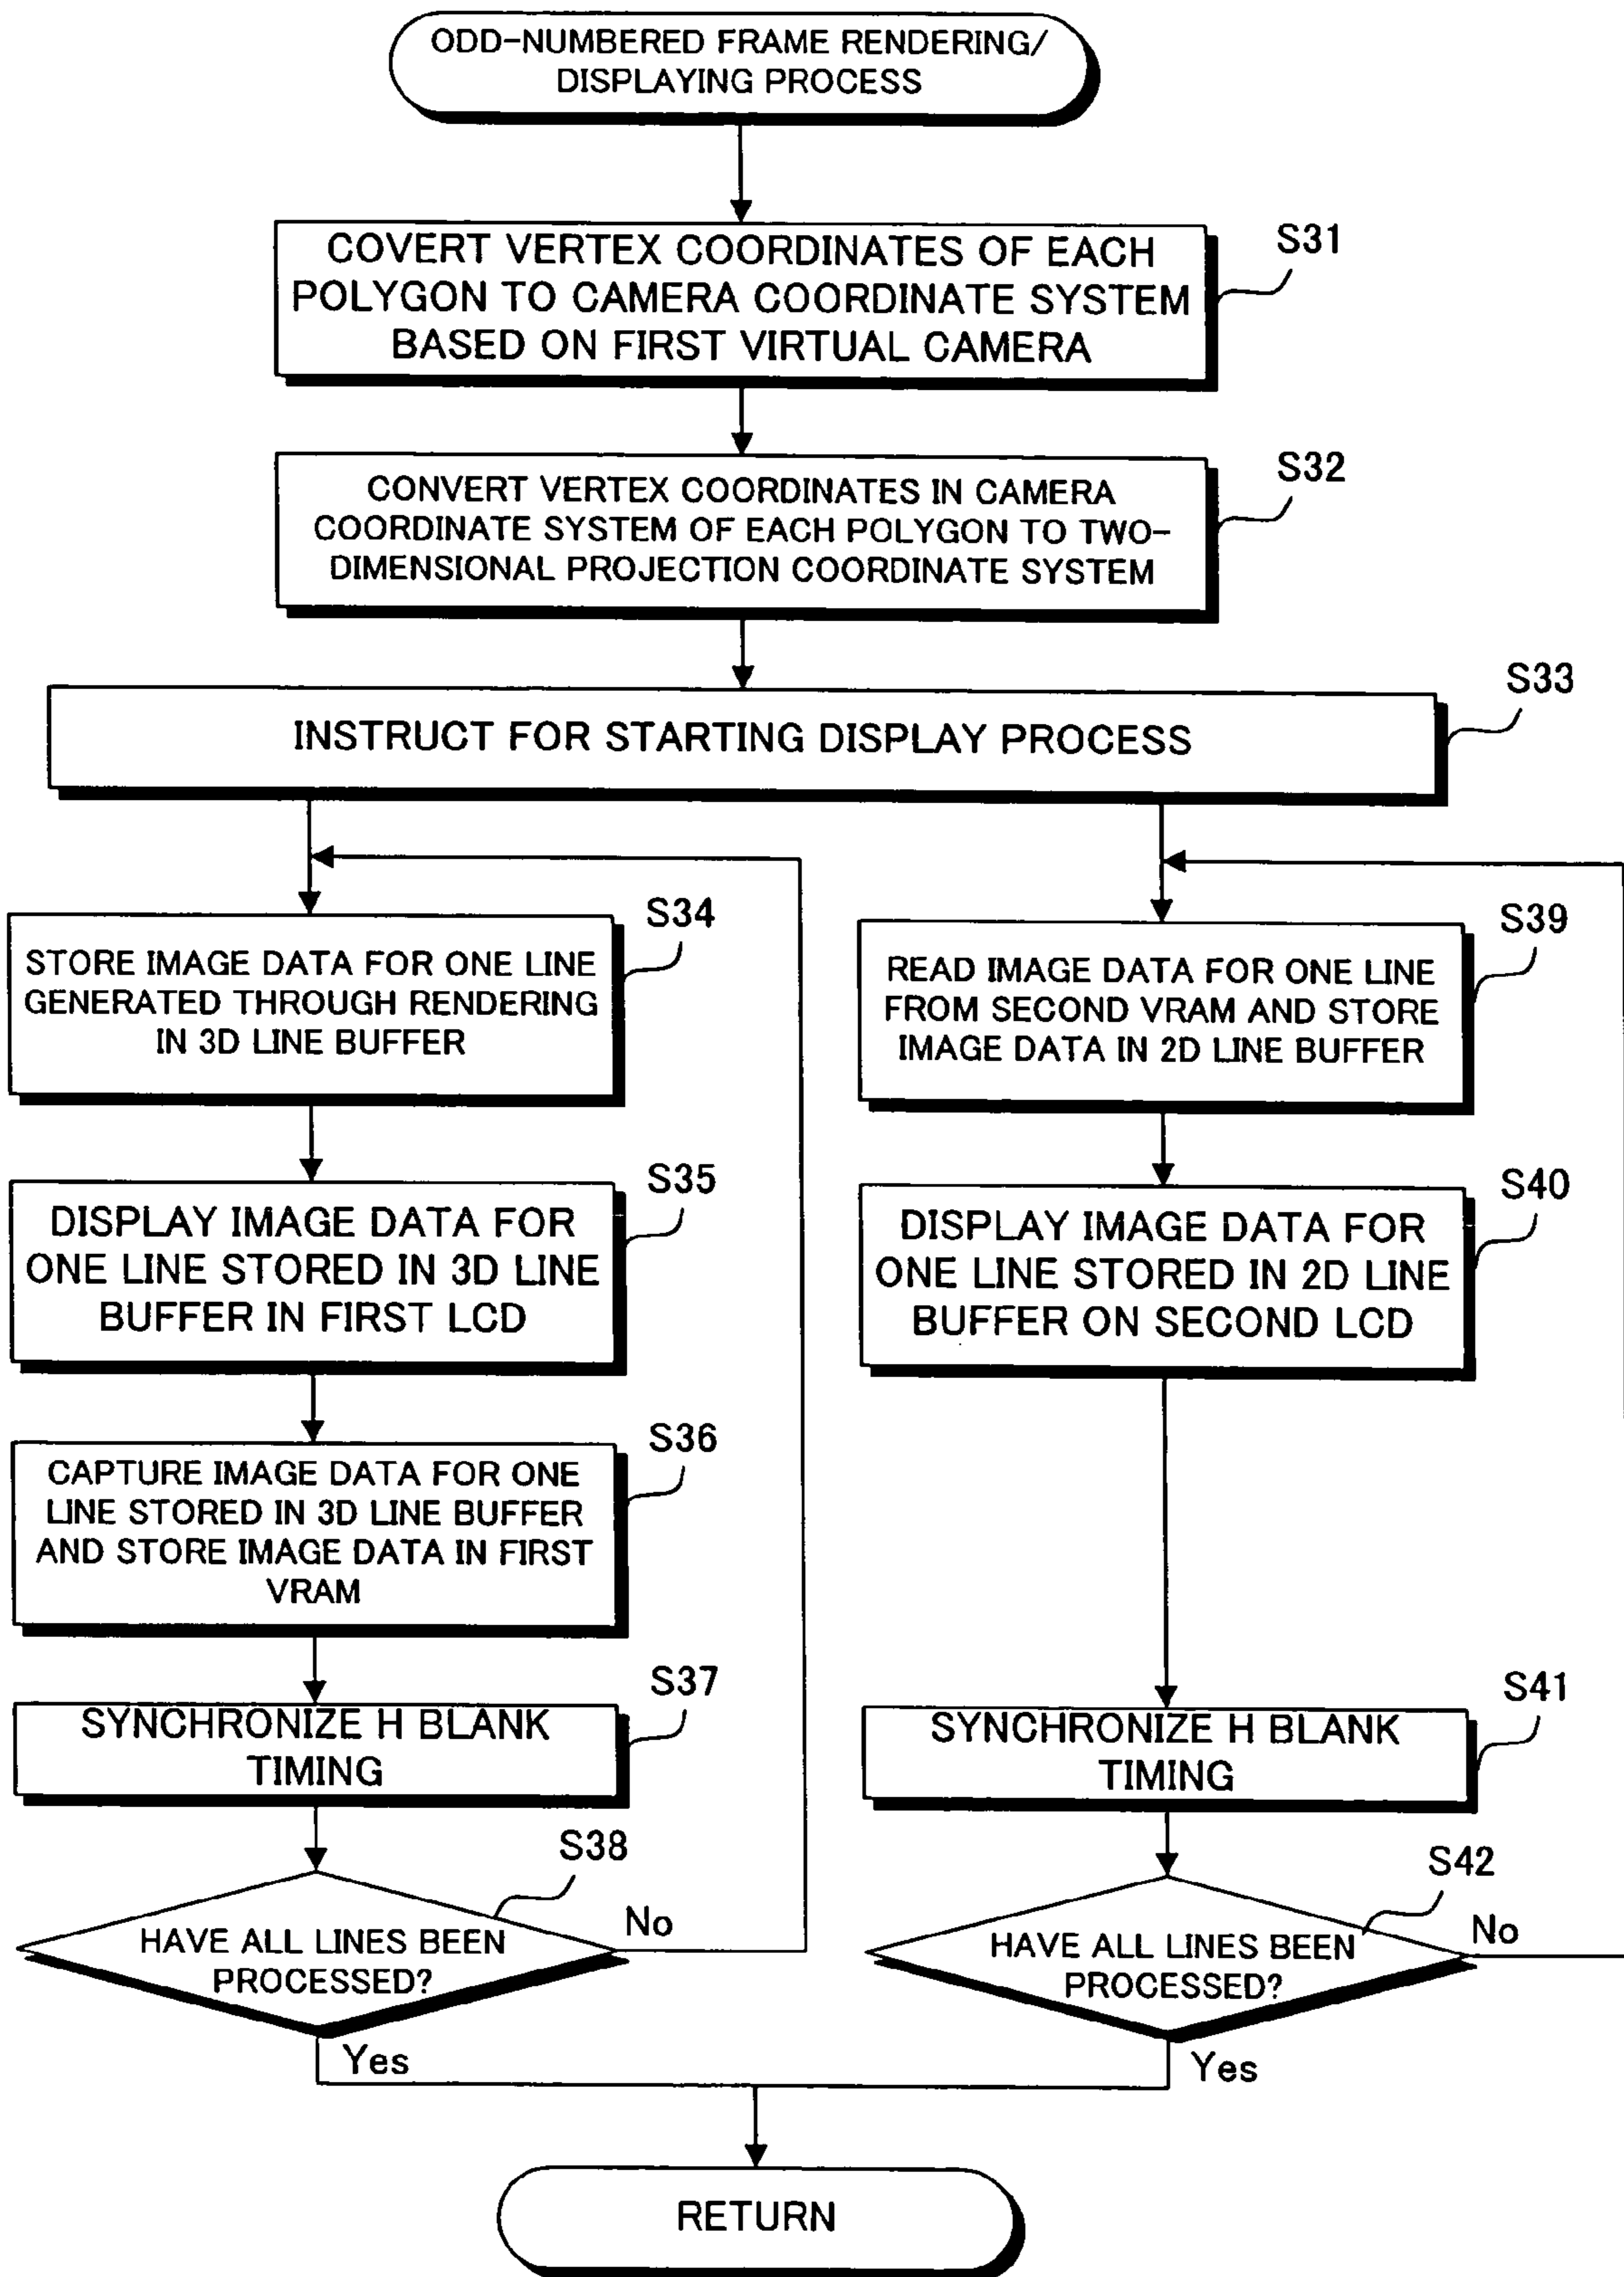 ODD-NUMBERED FRAME RENDERING/
DISPLAYING PROCESS
S31
COVERT VERTEX COORDINATES OF EACH
POLYGON TO CAMERA COORDINATE SYSTEM
BASED ON FIRST VIRTUAL CAMERA
S32
CONVERT VERTEX COORDINATES IN CAMERA
COORDINATE SYSTEM OF EACH POLYGON TO TWO-
DIMENSIONAL PROJECTION COORDINATE SYSTEM
S33
INSTRUCT FOR STARTING DISPLAY PROCESS
S34
STORE IMAGE DATA FOR ONE LINE
GENERATED THROUGH RENDERING
IN 3D LINE BUFFER
S35
DISPLAY IMAGE DATA FOR
ONE LINE STORED IN 3D LINE
BUFFER IN FIRST LCD
S36
CAPTURE IMAGE DATA FOR ONE
LINE STORED IN 3D LINE BUFFER
AND STORE IMAGE DATA IN FIRST
VRAM
S37
SYNCHRONIZE H BLANK
TIMING
S38
HAVE ALL LINES BEEN
PROCESSED?
No
Yes
S39
READ IMAGE DATA FOR ONE LINE
FROM SECOND VRAM AND STORE
IMAGE DATA IN 2D LINE BUFFER
S40
DISPLAY IMAGE DATA FOR
ONE LINE STORED IN 2D LINE
BUFFER ON SECOND LCD
S41
SYNCHRONIZE H BLANK
TIMING
S42
HAVE ALL LINES BEEN
PROCESSED?
No
Yes
RETURN